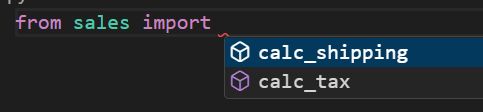 from sales import
calc_shipping
calc_tax